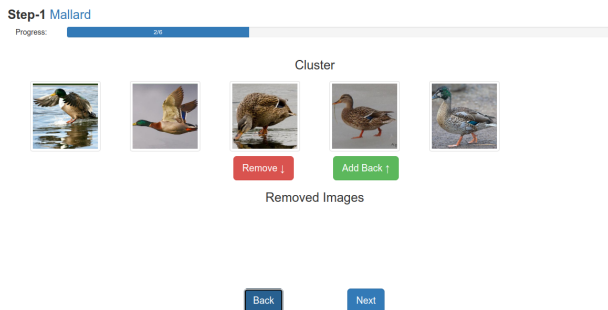 Step-1 Mallard
Progress: 2/6
Cluster
Remove ↓ Add Back ↑
Removed Images
Back Next